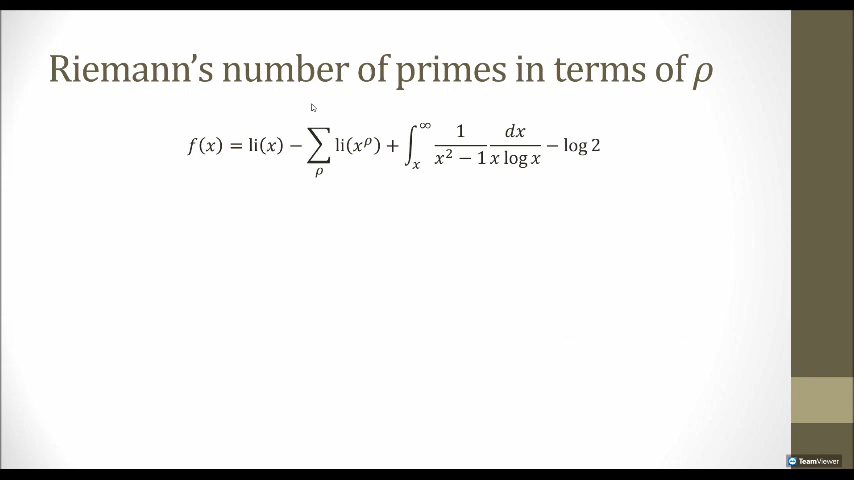 Riemann's number of primes in terms of ρ
f(x) = li(x) − ∑_ρ li(x^ρ) + ∫_x^∞ 1/(x² − 1) dx/(x log x) − log 2
TeamViewer